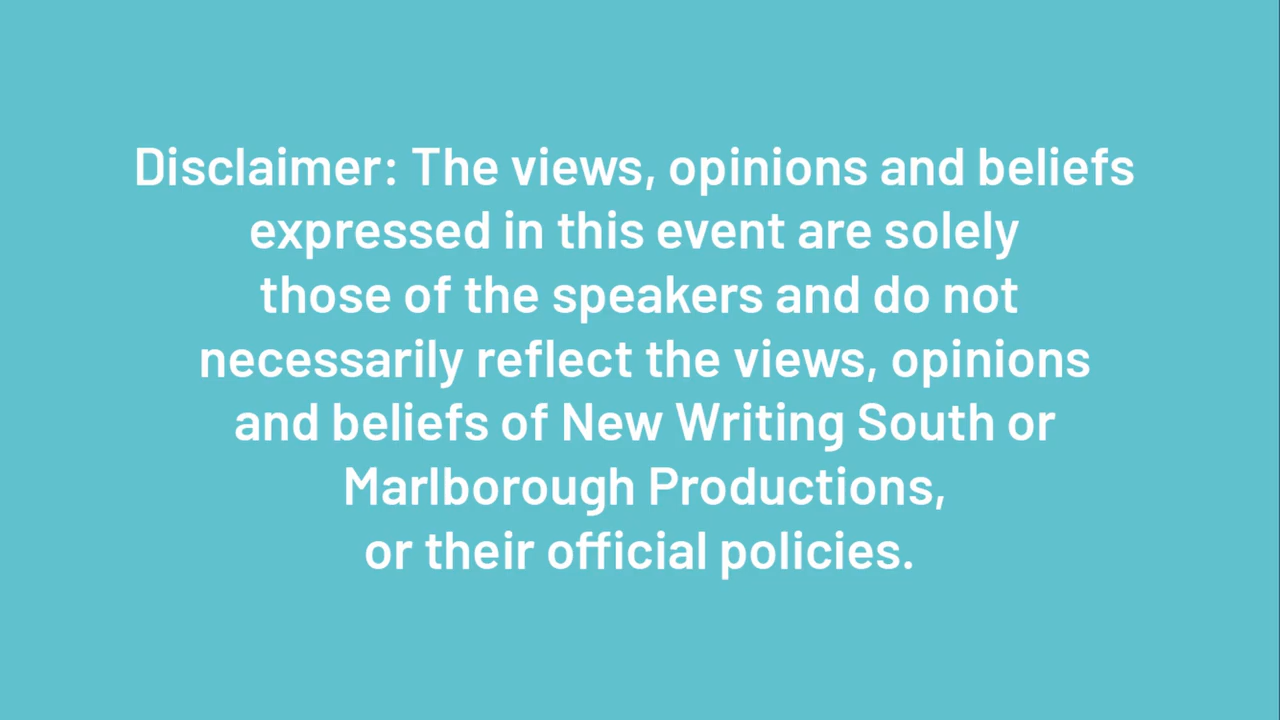 Disclaimer: The views, opinions and beliefs
expressed in this event are solely
those of the speakers and do not
necessarily reflect the views, opinions
and beliefs of New Writing South or
Marlborough Productions,
or their official policies.